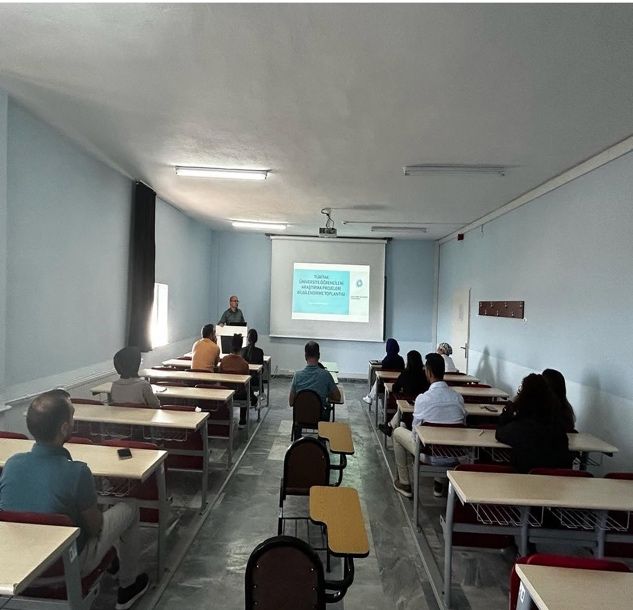 TÜBİTAK
ÜNİVERSİTE ÖĞRENCİLERİ
ARAŞTIRMA PROJELERİ
BİLGİLENDİRME TOPLANTISI